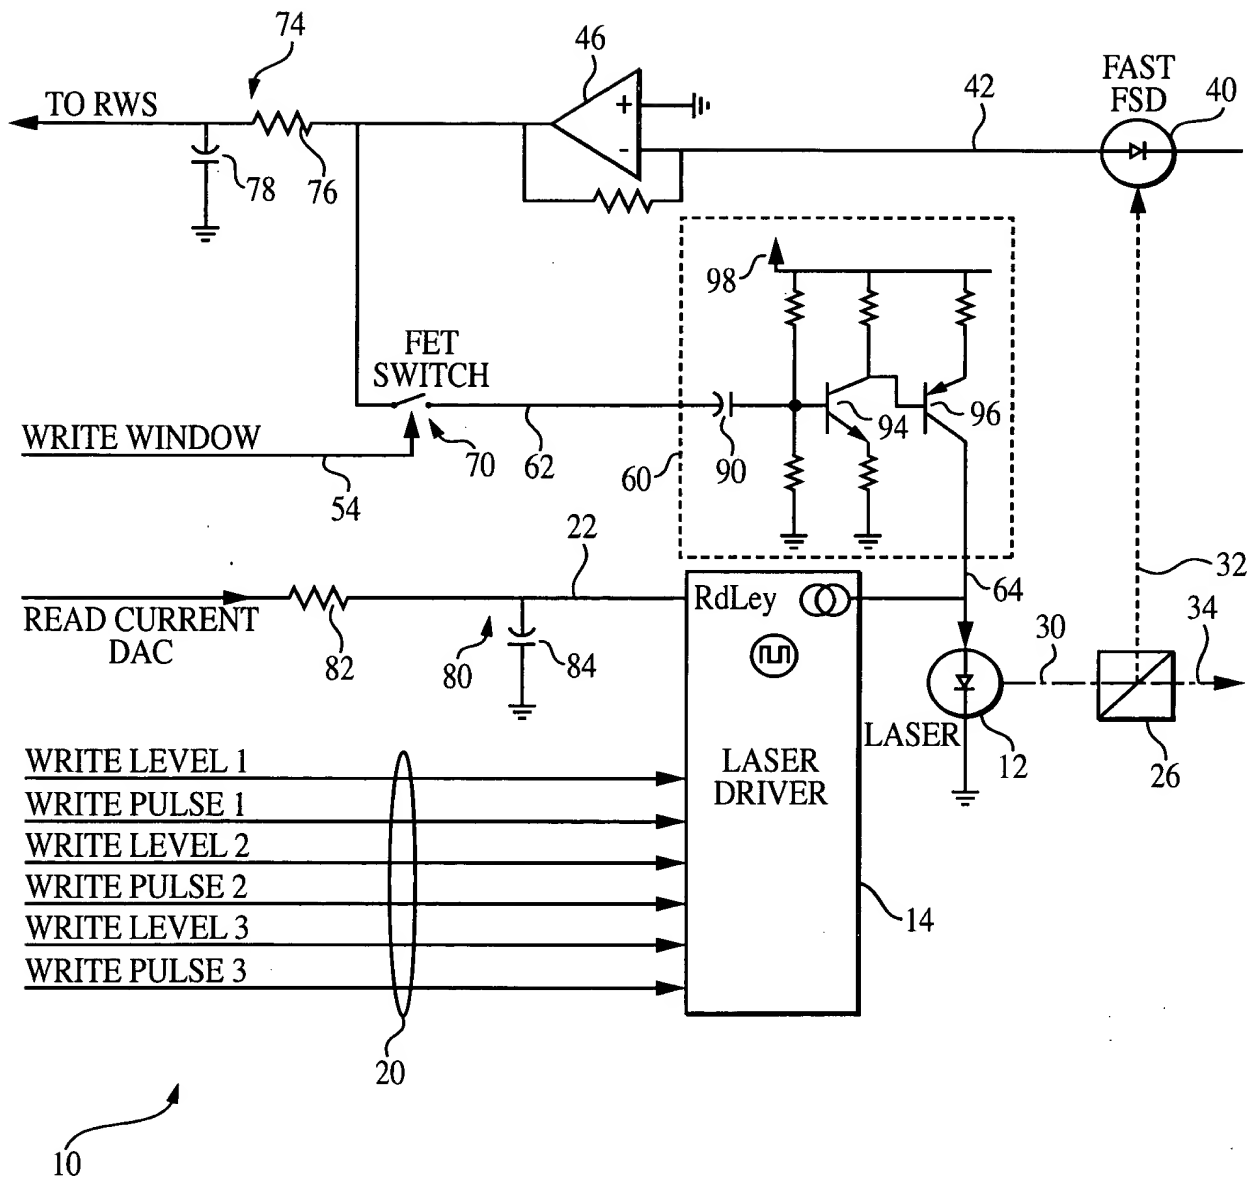 74
46
FAST
FSD
TO RWS
42
40
+
-
78
76
98
FET
SWITCH
94
96
WRITE WINDOW
70
62
60
90
54
22
32
READ CURRENT
DAC
82
80
84
RdLey
64
30
34
LASER
12
26
LASER
DRIVER
WRITE LEVEL 1
WRITE PULSE 1
WRITE LEVEL 2
WRITE PULSE 2
WRITE LEVEL 3
WRITE PULSE 3
14
20
10